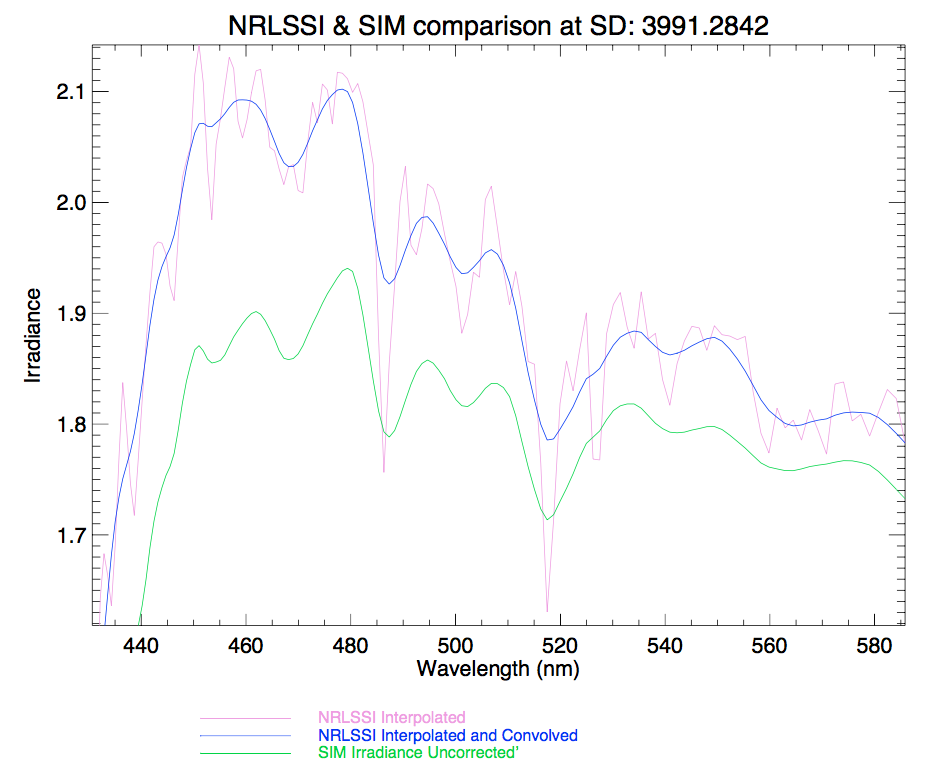 NRLSSI & SIM comparison at SD: 3991.2842
2.1
2.0
1.9
1.8
1.7
Irradiance
440 460 480 500 520 540 560 580
Wavelength (nm)
NRLSSI Interpolated
NRLSSI Interpolated and Convolved
SIM Irradiance Uncorrected'